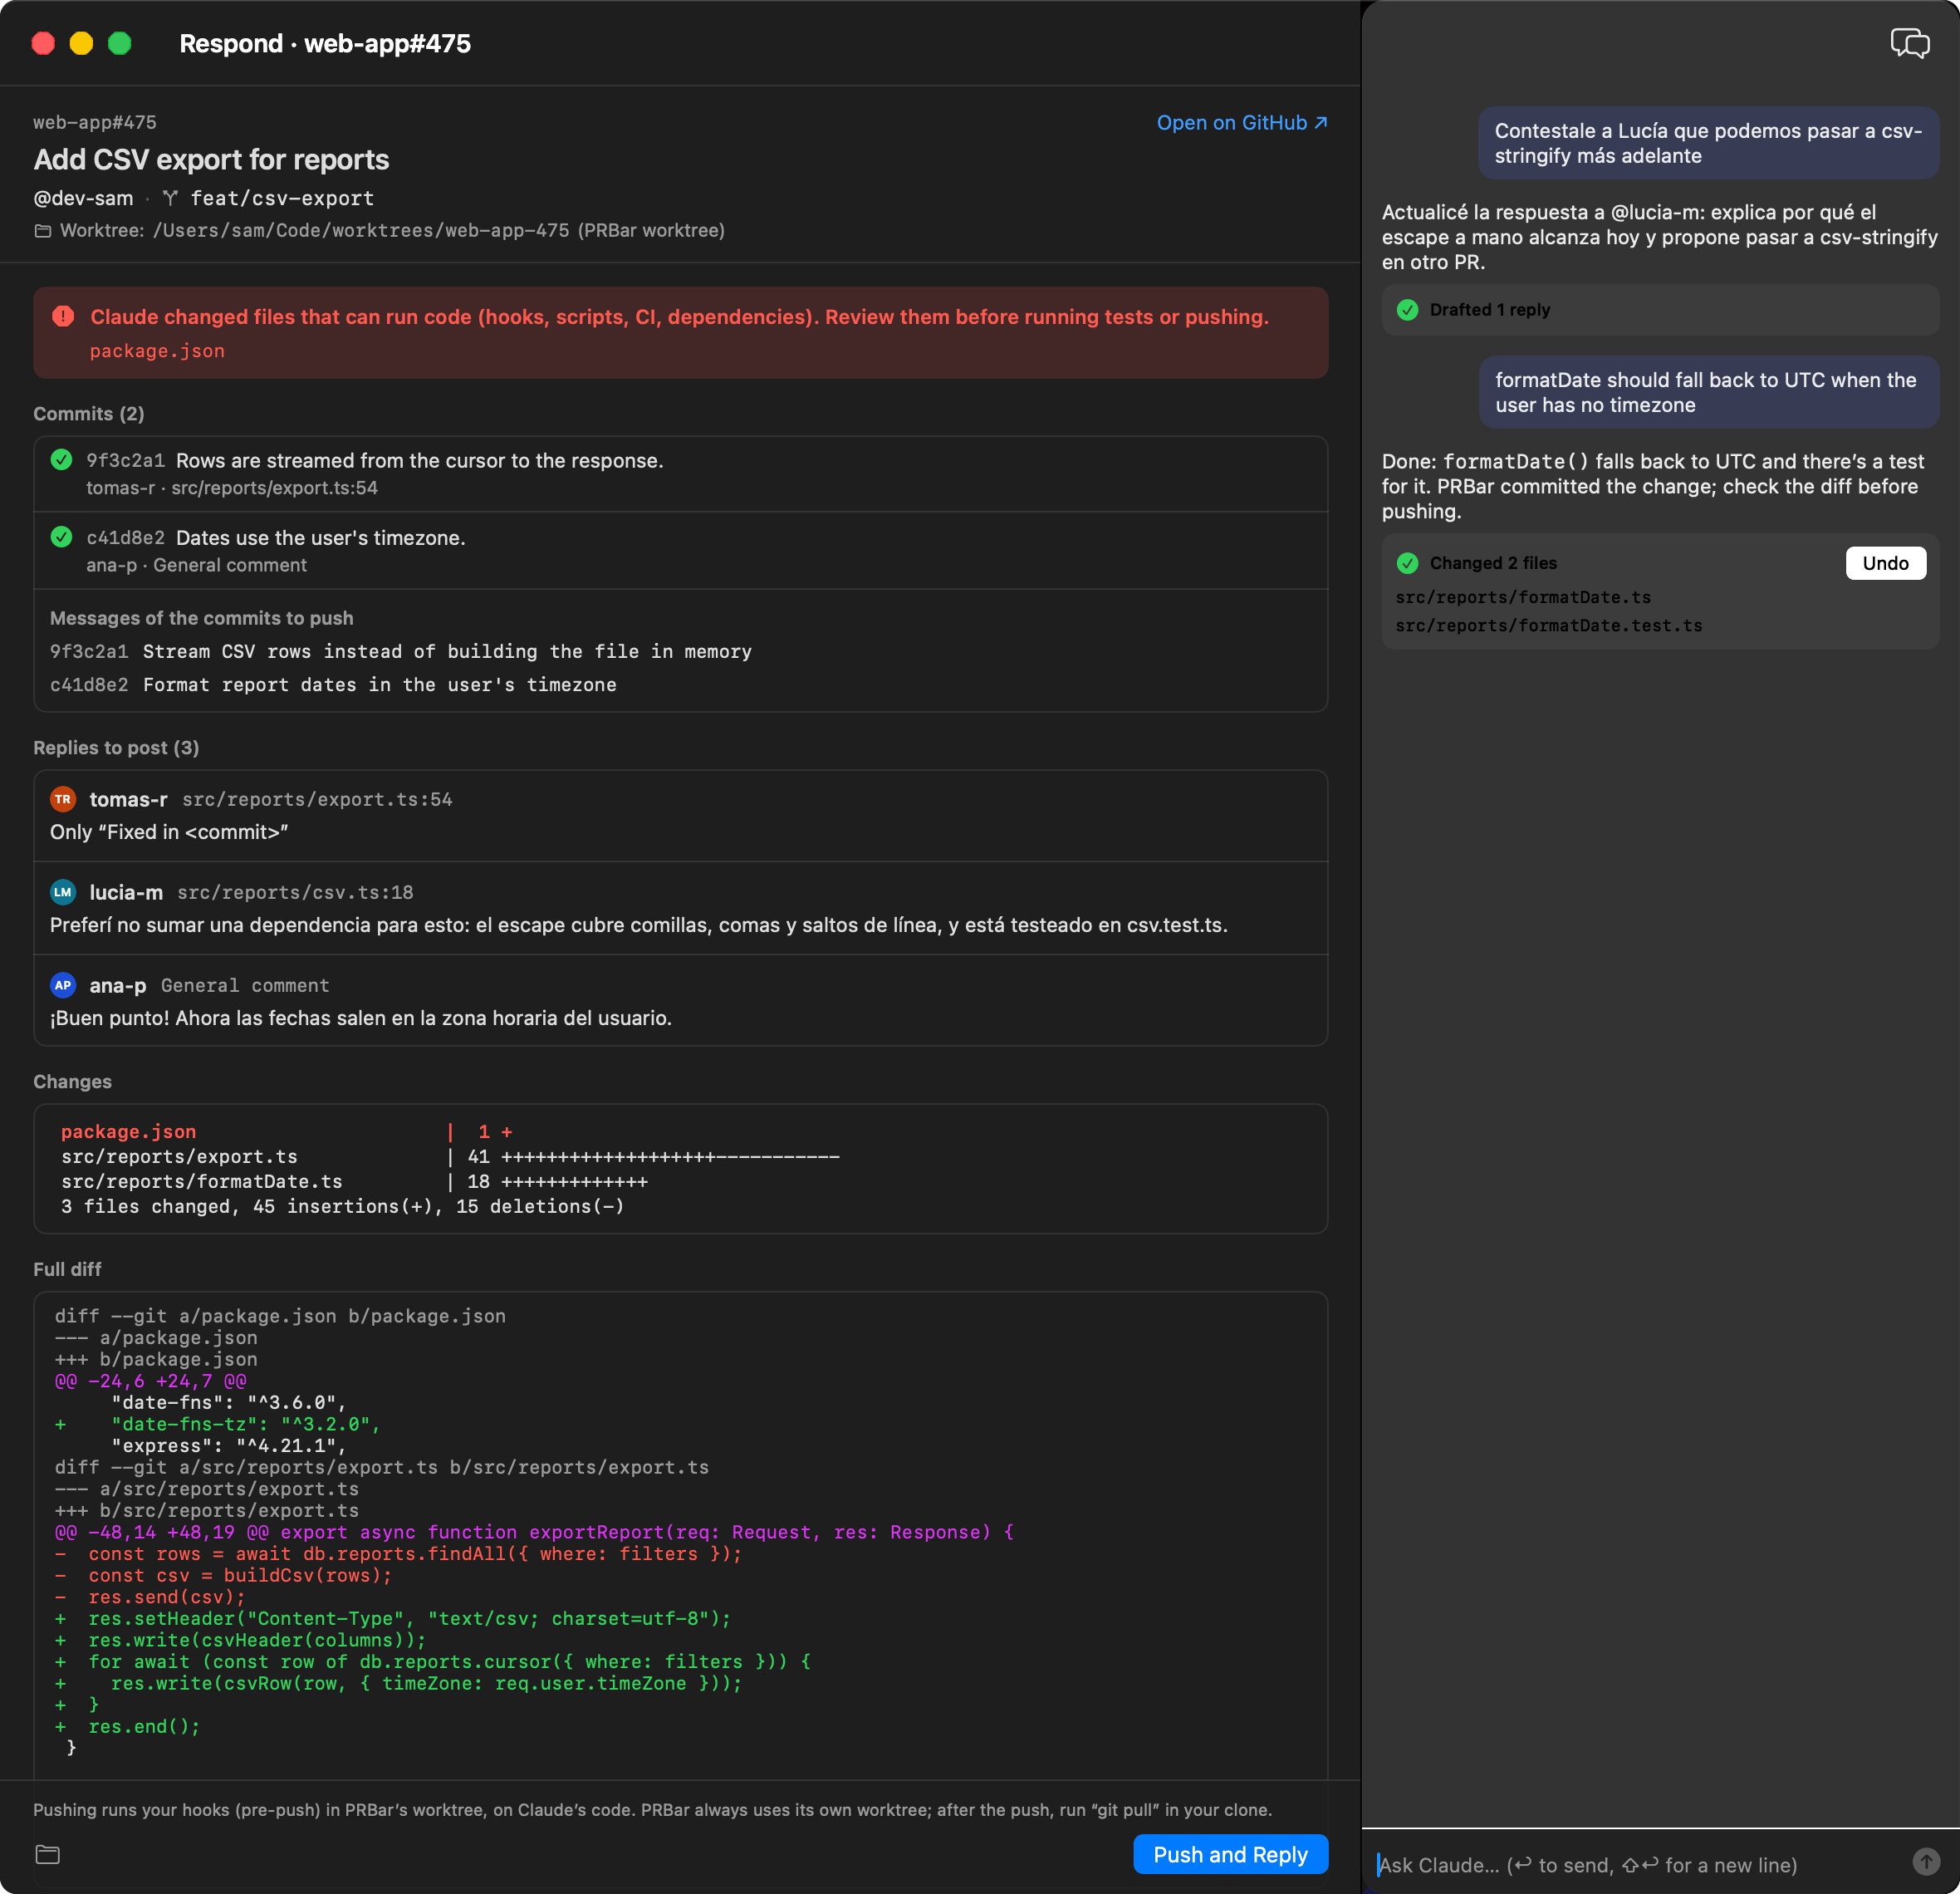 Respond · web-app#475
web-app#475
Open on GitHub ↗
Add CSV export for reports
@dev-sam · feat/csv-export
Worktree: /Users/sam/Code/worktrees/web-app-475 (PRBar worktree)
Claude changed files that can run code (hooks, scripts, CI, dependencies). Review them before running tests or pushing.
package.json
Commits (2)
9f3c2a1 Rows are streamed from the cursor to the response.
tomas-r · src/reports/export.ts:54
c41d8e2 Dates use the user's timezone.
ana-p · General comment
Messages of the commits to push
9f3c2a1 Stream CSV rows instead of building the file in memory
c41d8e2 Format report dates in the user's timezone
Replies to post (3)
TR tomas-r src/reports/export.ts:54
Only “Fixed in <commit>”
LM lucia-m src/reports/csv.ts:18
Preferí no sumar una dependencia para esto: el escape cubre comillas, comas y saltos de línea, y está testeado en csv.test.ts.
AP ana-p General comment
¡Buen punto! Ahora las fechas salen en la zona horaria del usuario.
Changes
package.json | 1 +
src/reports/export.ts | 41 +++++++++++++++++++-----------
src/reports/formatDate.ts | 18 +++++++++++++
3 files changed, 45 insertions(+), 15 deletions(-)
Full diff
diff --git a/package.json b/package.json
--- a/package.json
+++ b/package.json
@@ -24,6 +24,7 @@
"date-fns": "^3.6.0",
+ "date-fns-tz": "^3.2.0",
"express": "^4.21.1",
diff --git a/src/reports/export.ts b/src/reports/export.ts
--- a/src/reports/export.ts
+++ b/src/reports/export.ts
@@ -48,14 +48,19 @@ export async function exportReport(req: Request, res: Response) {
- const rows = await db.reports.findAll({ where: filters });
- const csv = buildCsv(rows);
- res.send(csv);
+ res.setHeader("Content-Type", "text/csv; charset=utf-8");
+ res.write(csvHeader(columns));
+ for await (const row of db.reports.cursor({ where: filters })) {
+ res.write(csvRow(row, { timeZone: req.user.timeZone }));
+ }
+ res.end();
}
Pushing runs your hooks (pre-push) in PRBar’s worktree, on Claude’s code. PRBar always uses its own worktree; after the push, run “git pull” in your clone.
Push and Reply
Contestale a Lucía que podemos pasar a csv-
stringify más adelante
Actualicé la respuesta a @lucia-m: explica por qué el
escape a mano alcanza hoy y propone pasar a csv-stringify
en otro PR.
Drafted 1 reply
formatDate should fall back to UTC when the
user has no timezone
Done: formatDate() falls back to UTC and there’s a test
for it. PRBar committed the change; check the diff before
pushing.
Changed 2 files
Undo
src/reports/formatDate.ts
src/reports/formatDate.test.ts
Ask Claude… (↩ to send, ⇧↩ for a new line)